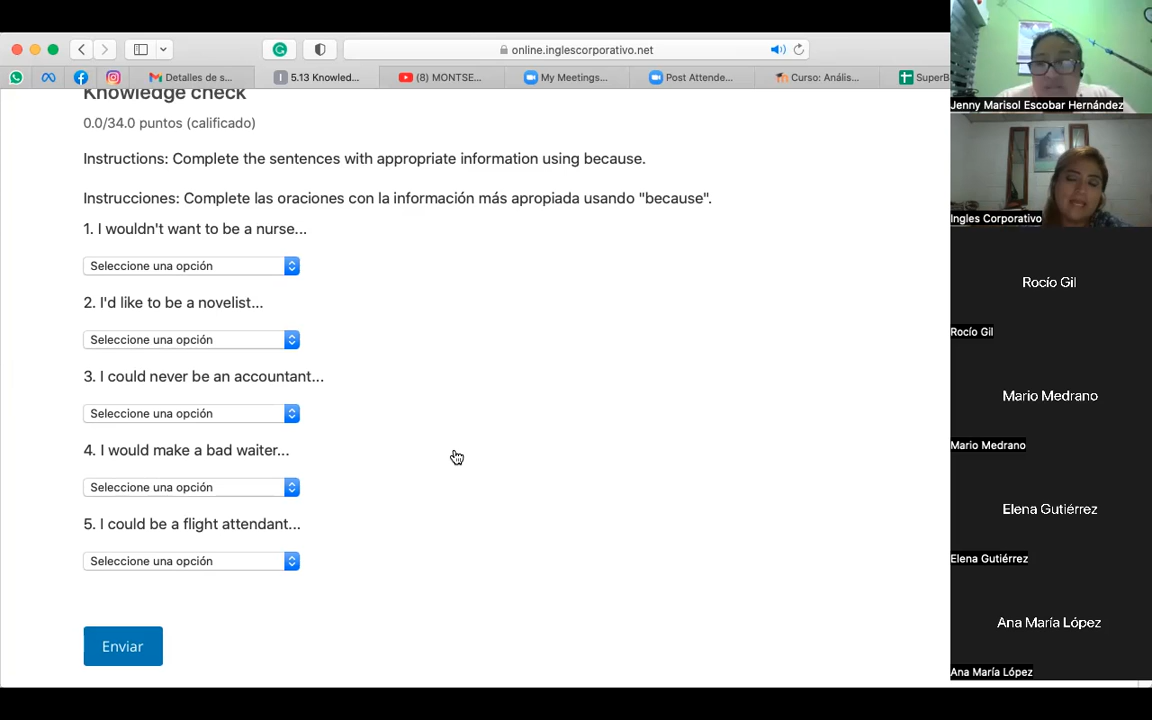 online.inglescorporativo.net
Detalles de s...
5.13 Knowled...
(8) MONTSE...
My Meetings...
Post Attende...
Curso: Anális...
SuperB
Knowledge check
0.0/34.0 puntos (calificado)
Instructions: Complete the sentences with appropriate information using because.
Instrucciones: Complete las oraciones con la información más apropiada usando "because".
1. I wouldn't want to be a nurse...
Seleccione una opción
2. I'd like to be a novelist...
Seleccione una opción
3. I could never be an accountant...
Seleccione una opción
4. I would make a bad waiter...
Seleccione una opción
5. I could be a flight attendant...
Seleccione una opción
Enviar
Jenny Marisol Escobar Hernández
Ingles Corporativo
Rocío Gil
Rocío Gil
Mario Medrano
Mario Medrano
Elena Gutiérrez
Elena Gutiérrez
Ana María López
Ana María López